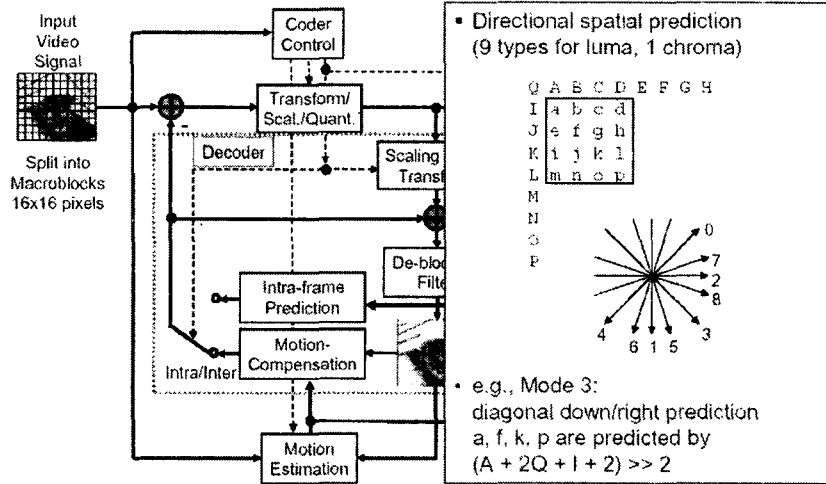 Input
Video
Signal
Split into
Macroblocks
16x16 pixels
Coder
Control
Transform/
Scal./Quant.
-
Decoder
Scaling
Transf
De-bloc
Filte
Intra-frame
Prediction
Motion-
Compensation
Intra/Inter
Motion
Estimation
▪ Directional spatial prediction
(9 types for luma, 1 chroma)
Q A B C D E F G H
I a b c d
J e f g h
K i j k l
L m n o p
M
N
O
P
0
7
2
8
3
5
1
6
4
• e.g., Mode 3:
diagonal down/right prediction
a, f, k, p are predicted by
(A + 2Q + I + 2) >> 2